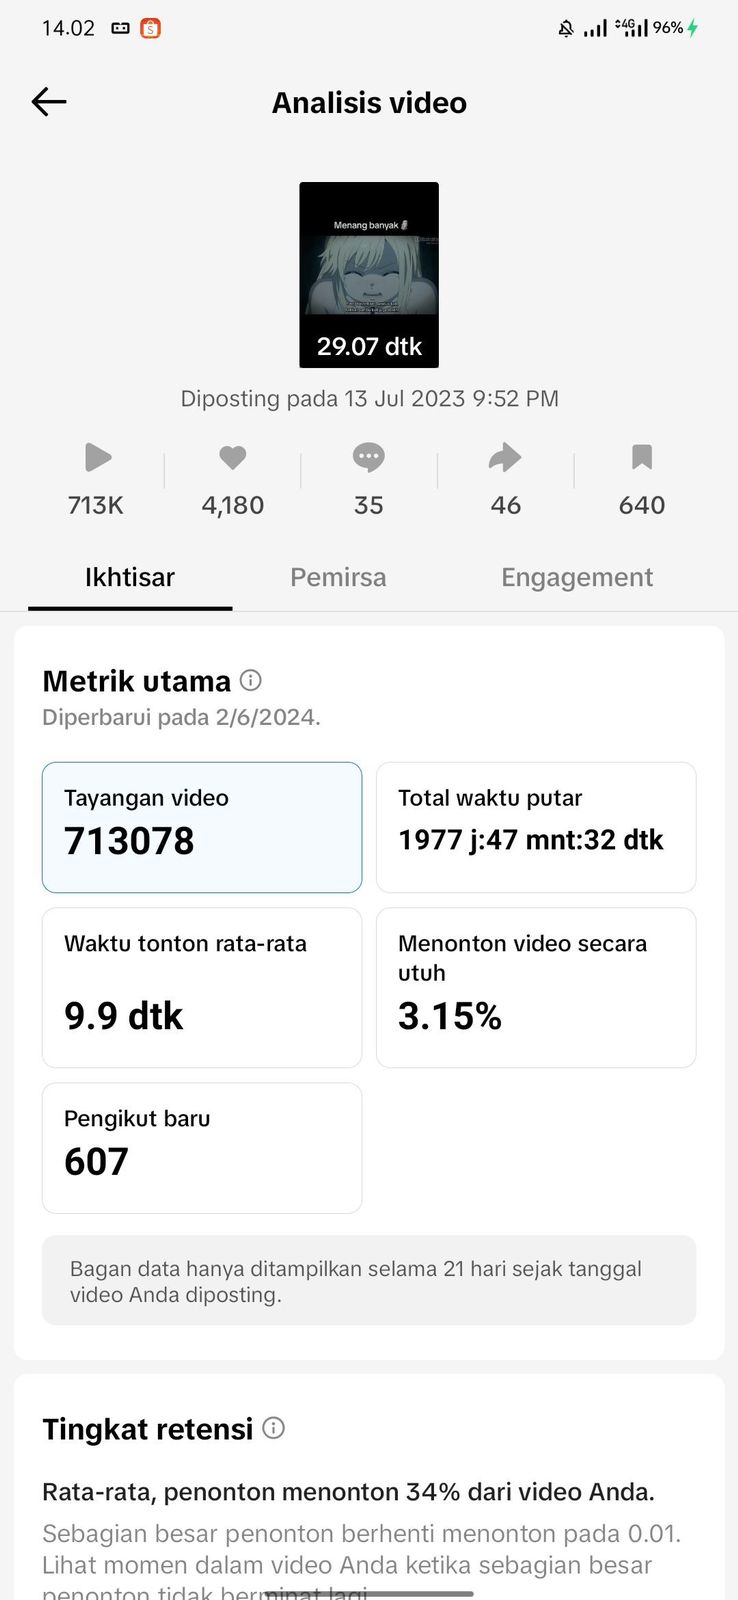 14.02
4G
96%
Analisis video
Menang banyak
29.07 dtk
Diposting pada 13 Jul 2023 9:52 PM
713K 4,180 35 46 640
Ikhtisar Pemirsa Engagement
Metrik utama
Diperbarui pada 2/6/2024.
Tayangan video
713078
Total waktu putar
1977 j:47 mnt:32 dtk
Waktu tonton rata-rata
9.9 dtk
Menonton video secara
utuh
3.15%
Pengikut baru
607
Bagan data hanya ditampilkan selama 21 hari sejak tanggal
video Anda diposting.
Tingkat retensi
Rata-rata, penonton menonton 34% dari video Anda.
Sebagian besar penonton berhenti menonton pada 0.01.
Lihat momen dalam video Anda ketika sebagian besar
penonton tidak berminat lagi